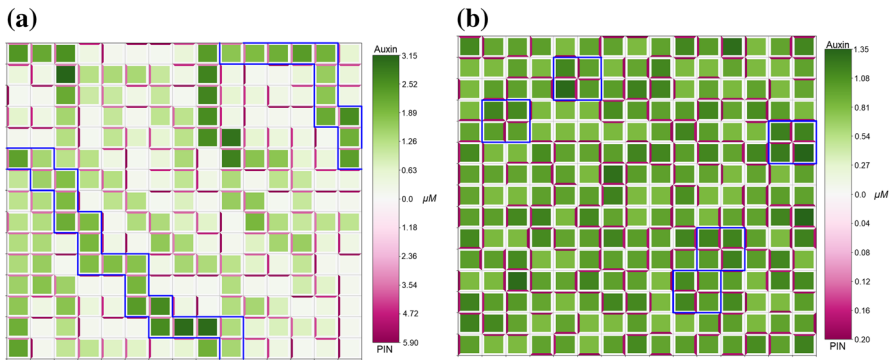 (a)
Auxin
3.15
2.52
1.89
1.26
0.63
0.0 μM
1.18
2.36
3.54
4.72
5.90
PIN
(b)
Auxin
1.35
1.08
0.81
0.54
0.27
0.0 μM
0.04
0.08
0.12
0.16
0.20
PIN